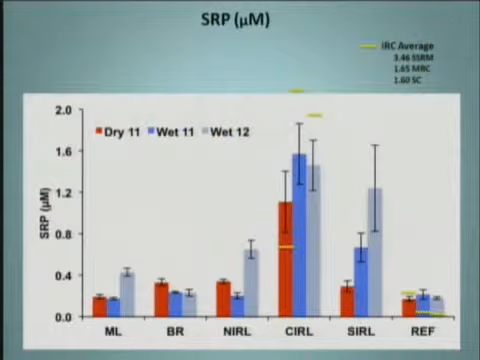 SRP (µM)
IRC Average
3.46 SSRM
1.65 MRC
1.60 SC
2.0
Dry 11 Wet 11 Wet 12
1.6
1.2
SRP (µM)
0.8
0.4
0.0
ML BR NIRL CIRL SIRL REF